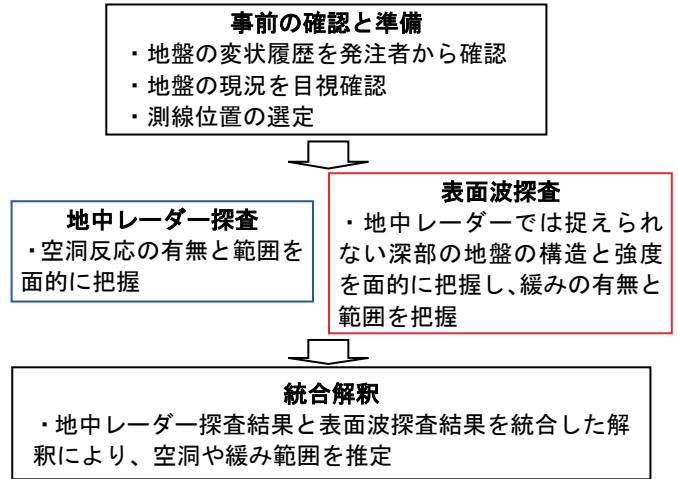 事前の確認と準備
・地盤の変状履歴を発注者から確認
・地盤の現況を目視確認
・測線位置の選定
地中レーダー探査
・空洞反応の有無と範囲を
面的に把握
表面波探査
・地中レーダーでは捉えられ
ない深部の地盤の構造と強度
を面的に把握し、緩みの有無と
範囲を把握
統合解釈
・地中レーダー探査結果と表面波探査結果を統合した解
釈により、空洞や緩み範囲を推定